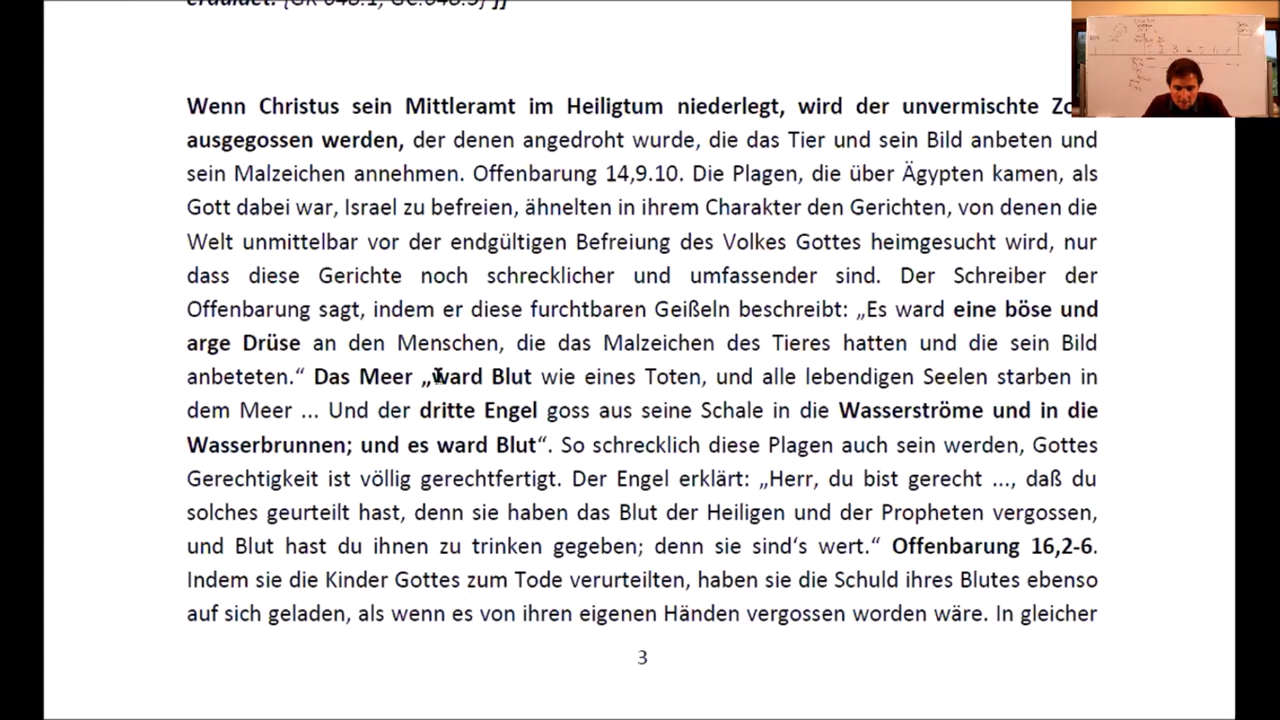 erduldet. {GK 643.1; GC.643.3} ]]
Wenn Christus sein Mittleramt im Heiligtum niederlegt, wird der unvermischte
ausgegossen werden, der denen angedroht wurde, die das Tier und sein Bild anbeten und
sein Malzeichen annehmen. Offenbarung 14,9.10. Die Plagen, die über Ägypten kamen, als
Gott dabei war, Israel zu befreien, ähnelten in ihrem Charakter den Gerichten, von denen die
Welt unmittelbar vor der endgültigen Befreiung des Volkes Gottes heimgesucht wird, nur
dass diese Gerichte noch schrecklicher und umfassender sind. Der Schreiber der
Offenbarung sagt, indem er diese furchtbaren Geißeln beschreibt: „Es ward eine böse und
arge Drüse an den Menschen, die das Malzeichen des Tieres hatten und die sein Bild
anbeteten.“ Das Meer „ward Blut wie eines Toten, und alle lebendigen Seelen starben in
dem Meer ... Und der dritte Engel goss aus seine Schale in die Wasserströme und in die
Wasserbrunnen; und es ward Blut“. So schrecklich diese Plagen auch sein werden, Gottes
Gerechtigkeit ist völlig gerechtfertigt. Der Engel erklärt: „Herr, du bist gerecht ..., daß du
solches geurteilt hast, denn sie haben das Blut der Heiligen und der Propheten vergossen,
und Blut hast du ihnen zu trinken gegeben; denn sie sind‘s wert.“ Offenbarung 16,2-6.
Indem sie die Kinder Gottes zum Tode verurteilten, haben sie die Schuld ihres Blutes ebenso
auf sich geladen, als wenn es von ihren eigenen Händen vergossen worden wäre. In gleicher
3